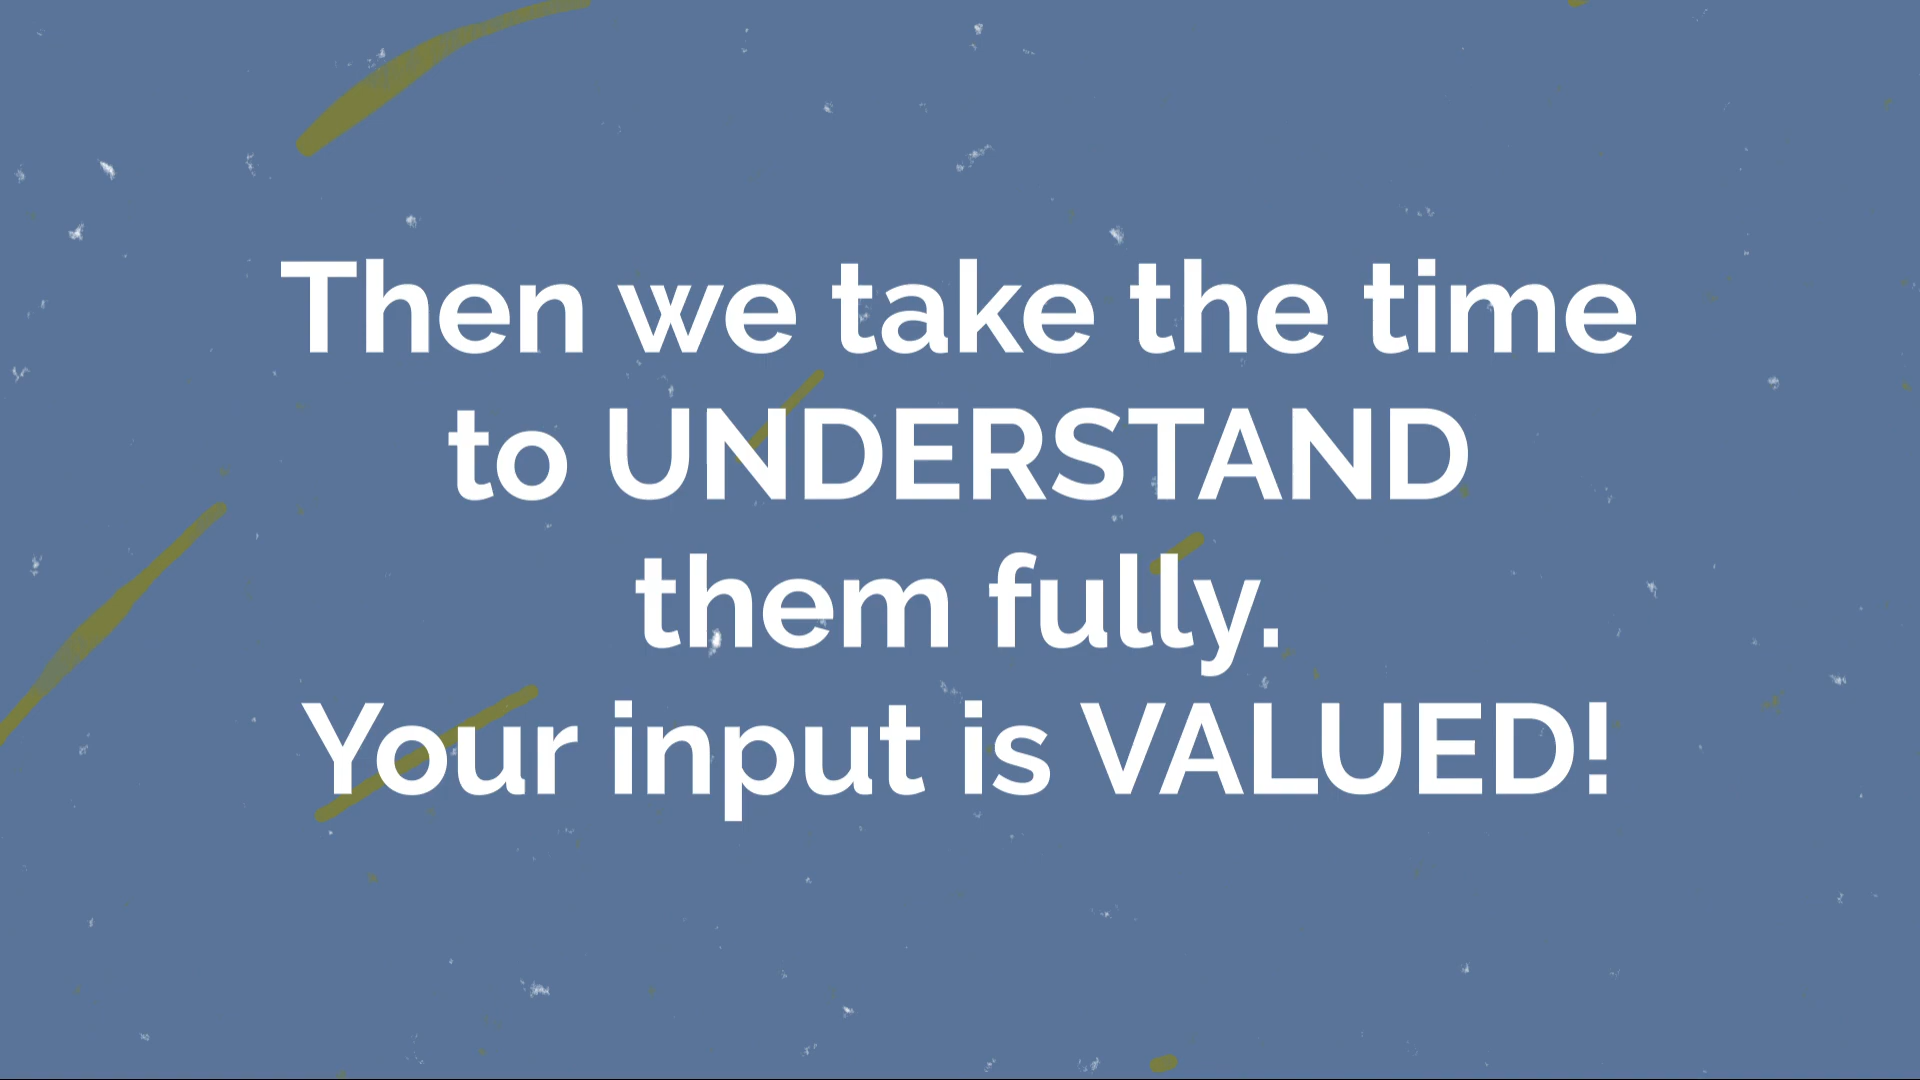 Then we take the time
to UNDERSTAND
them fully.
Your input is VALUED!